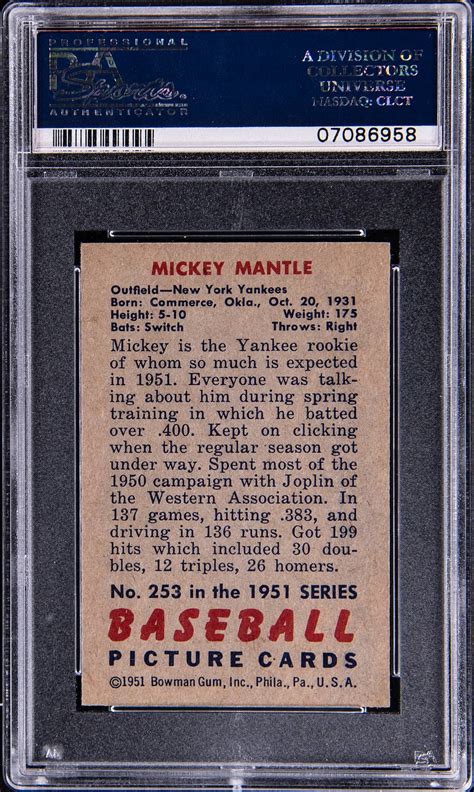 PROFESSIONAL
PSA
Sports
AUTHENTICATOR
A DIVISION OF
COLLECTORS
UNIVERSE
NASDAQ: CLCT
07086958
MICKEY MANTLE
Outfield—New York Yankees
Born: Commerce, Okla., Oct. 20, 1931
Height: 5-10 Weight: 175
Bats: Switch Throws: Right
Mickey is the Yankee rookie
of whom so much is expected
in 1951. Everyone was talk-
ing about him during spring
training in which he batted
over .400. Kept on clicking
when the regular season got
under way. Spent most of the
1950 campaign with Joplin of
the Western Association. In
137 games, hitting .383, and
driving in 136 runs. Got 199
hits which included 30 dou-
bles, 12 triples, 26 homers.
No. 253 in the 1951 SERIES
BASEBALL
PICTURE CARDS
©1951 Bowman Gum, Inc., Phila., Pa., U.S.A.